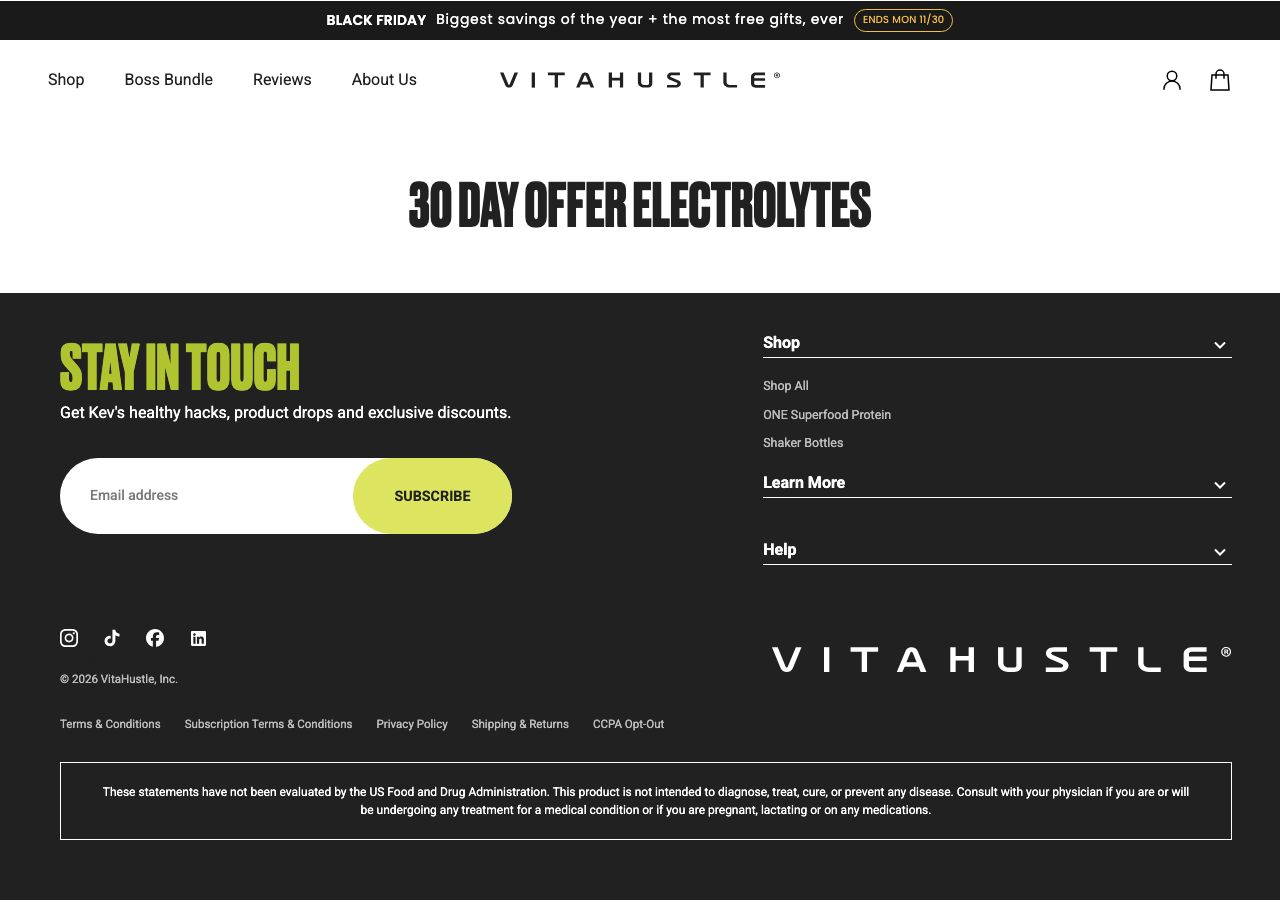 BLACK FRIDAY Biggest savings of the year + the most free gifts, ever ENDS MON 11/30
Shop Boss Bundle Reviews About Us VITAHUSTLE®
30 DAY OFFER ELECTROLYTES
STAY IN TOUCH
Get Kev's healthy hacks, product drops and exclusive discounts.
Email address SUBSCRIBE
Shop
Shop All
ONE Superfood Protein
Shaker Bottles
Learn More
Help
VITAHUSTLE®
© 2026 VitaHustle, Inc.
Terms & Conditions Subscription Terms & Conditions Privacy Policy Shipping & Returns CCPA Opt-Out
These statements have not been evaluated by the US Food and Drug Administration. This product is not intended to diagnose, treat, cure, or prevent any disease. Consult with your physician if you are or will
be undergoing any treatment for a medical condition or if you are pregnant, lactating or on any medications.